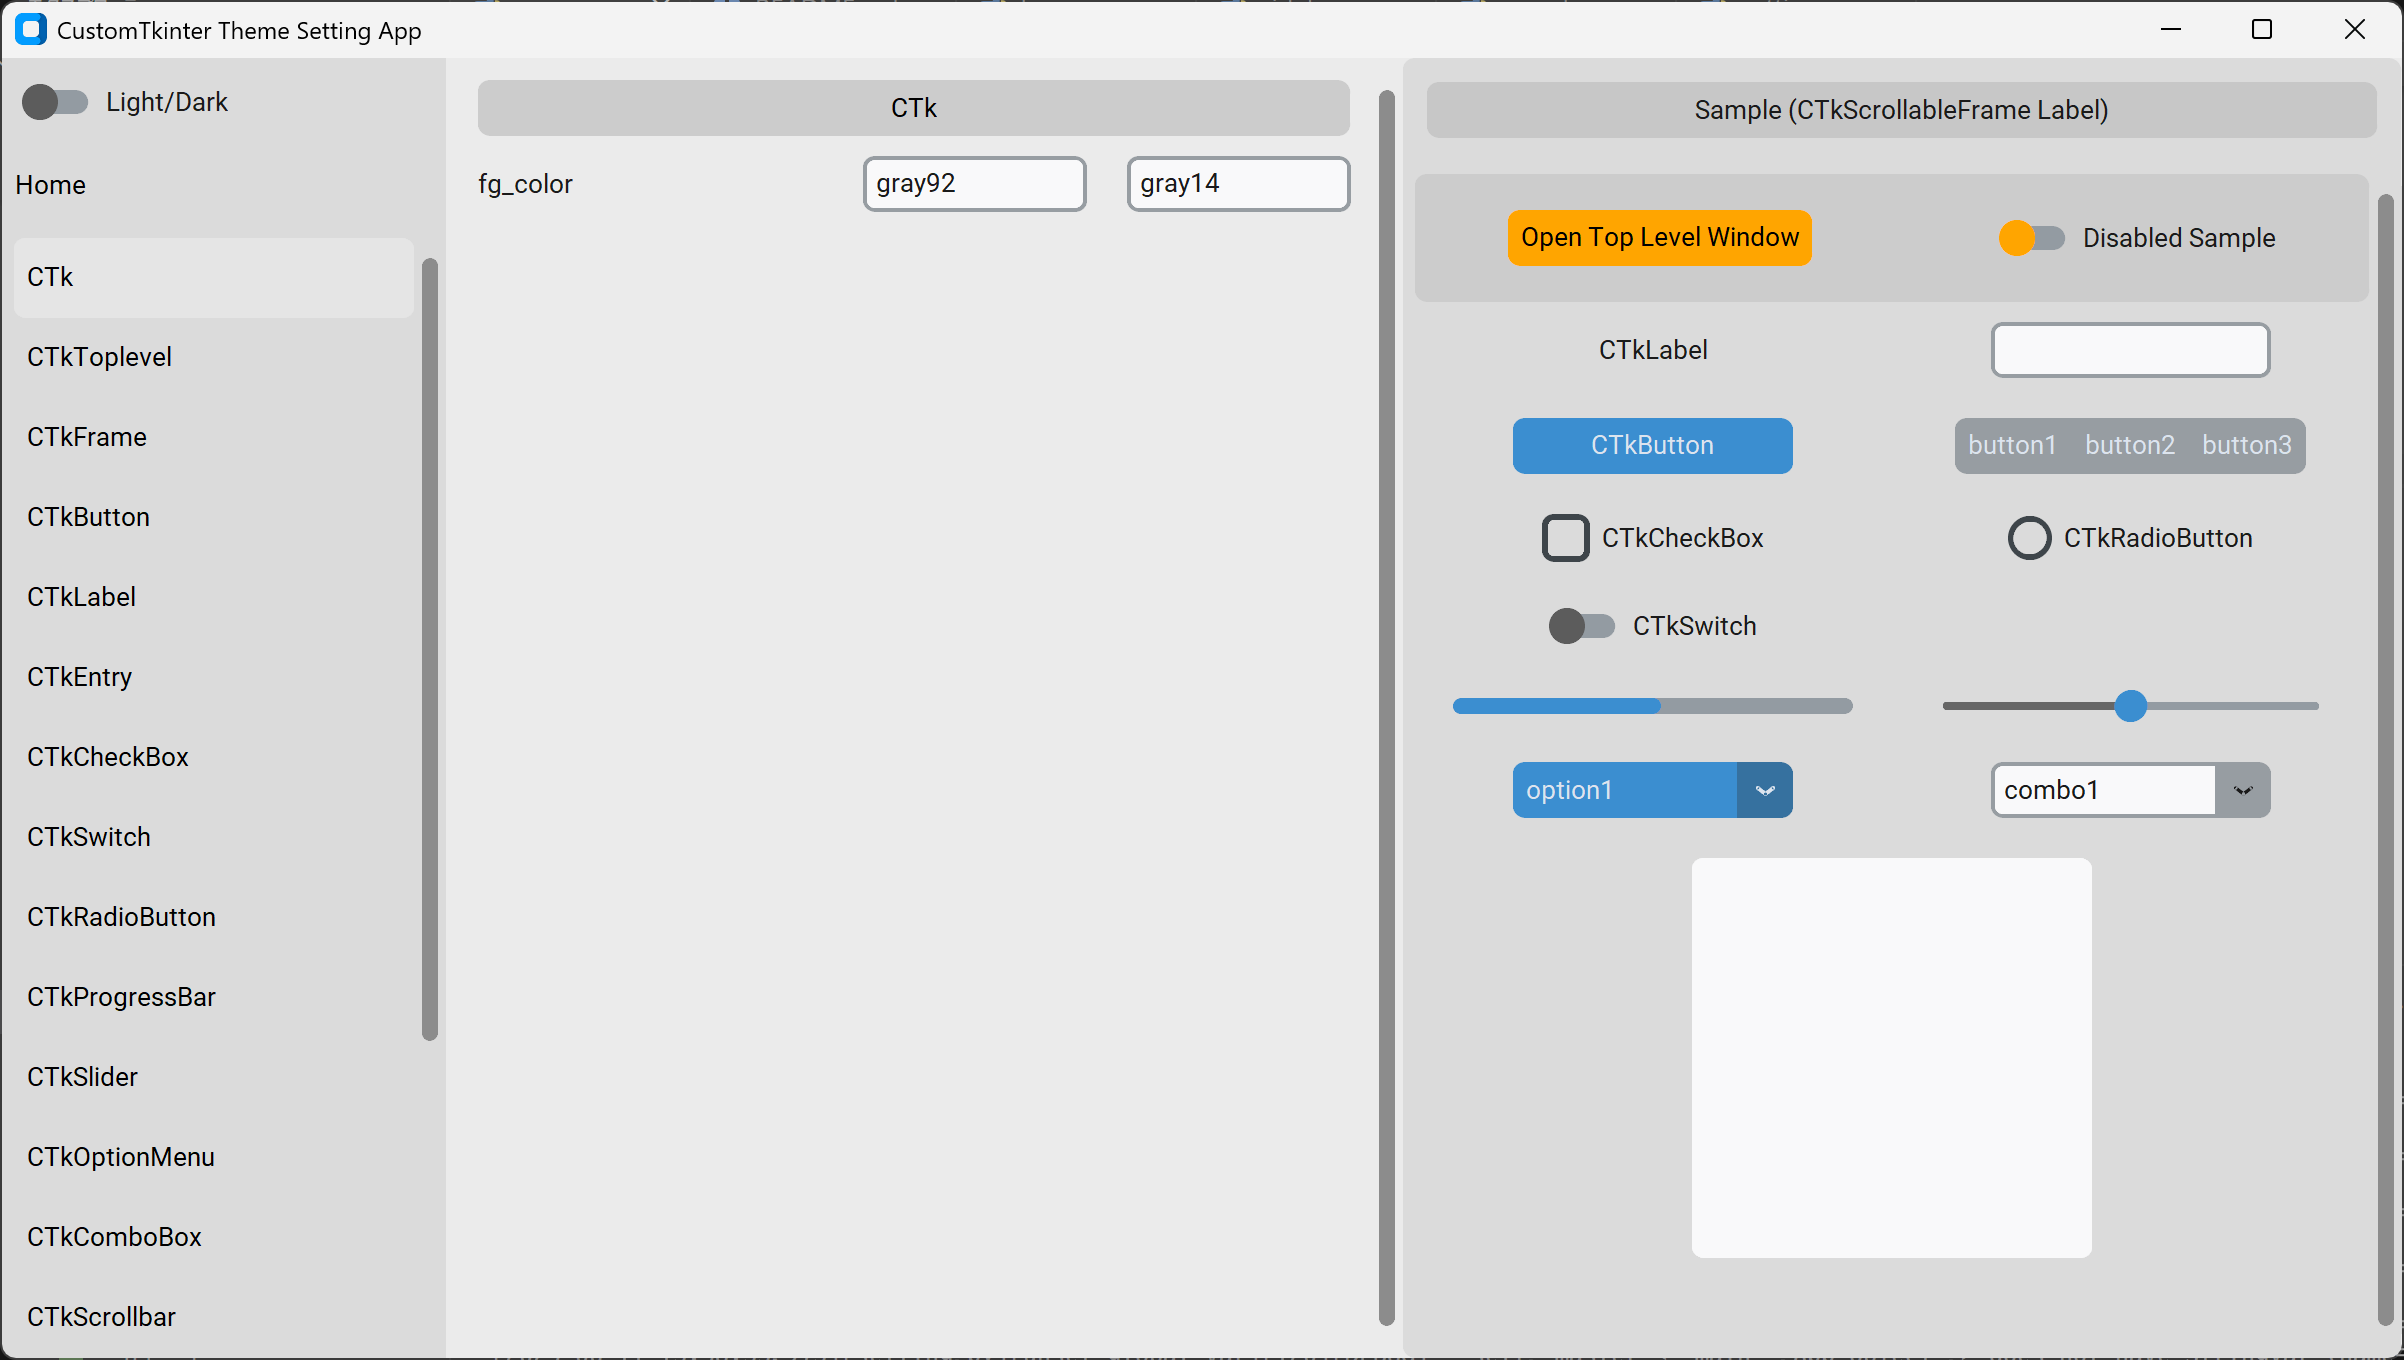 CustomTkinter Theme Setting App
Light/Dark
Home
CTk
CTkToplevel
CTkFrame
CTkButton
CTkLabel
CTkEntry
CTkCheckBox
CTkSwitch
CTkRadioButton
CTkProgressBar
CTkSlider
CTkOptionMenu
CTkComboBox
CTkScrollbar
CTk
fg_color gray92 gray14
Sample (CTkScrollableFrame Label)
Open Top Level Window Disabled Sample
CTkLabel
CTkButton button1 button2 button3
CTkCheckBox CTkRadioButton
CTkSwitch
option1 combo1